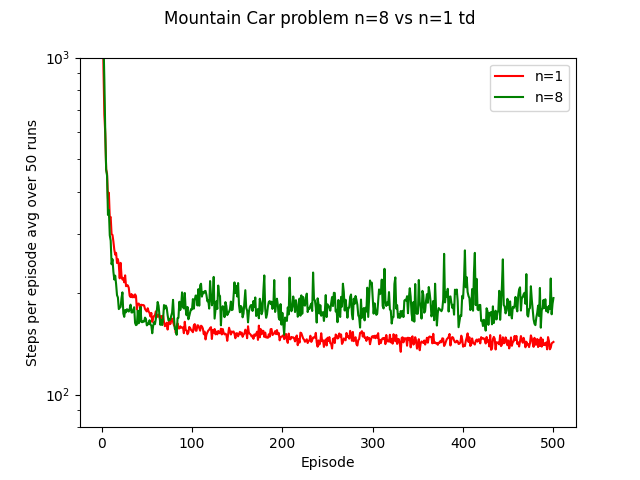 Mountain Car problem n=8 vs n=1 td
Steps per episode avg over 50 runs
10³
10²
n=1
n=8
0 100 200 300 400 500
Episode